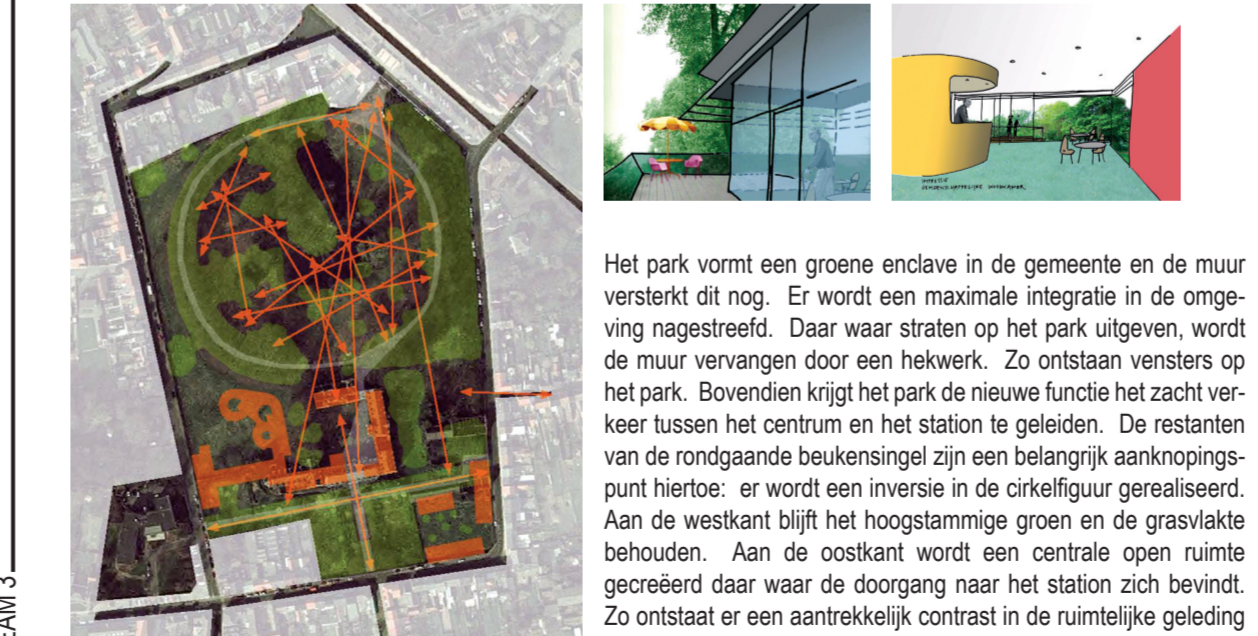 EAM 3
INTERIEUR
GEMEENSCHAPPELIJKE WOONKAMER
Het park vormt een groene enclave in de gemeente en de muur
versterkt dit nog. Er wordt een maximale integratie in de omge-
ving nagestreefd. Daar waar straten op het park uitgeven, wordt
de muur vervangen door een hekwerk. Zo ontstaan vensters op
het park. Bovendien krijgt het park de nieuwe functie het zacht ver-
keer tussen het centrum en het station te geleiden. De restanten
van de rondgaande beukensingel zijn een belangrijk aanknopings-
punt hiertoe: er wordt een inversie in de cirkelfiguur gerealiseerd.
Aan de westkant blijft het hoogstammige groen en de grasvlakte
behouden. Aan de oostkant wordt een centrale open ruimte
gecreëerd daar waar de doorgang naar het station zich bevindt.
Zo ontstaat er een aantrekkelijk contrast in de ruimtelijke geleding